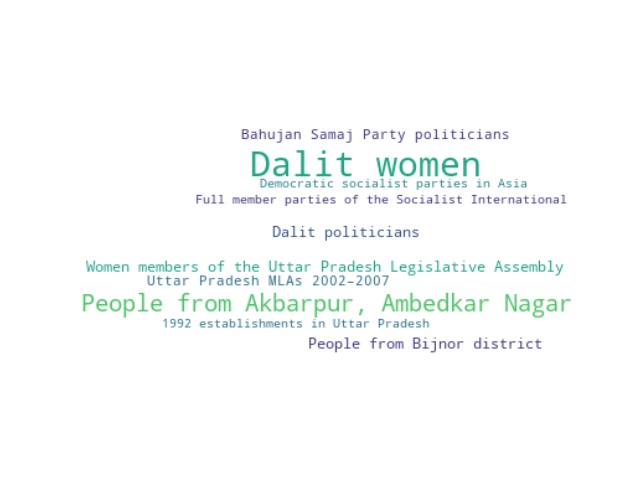 Bahujan Samaj Party politicians
Dalit women
Democratic socialist parties in Asia
Full member parties of the Socialist International
Dalit politicians
Women members of the Uttar Pradesh Legislative Assembly
Uttar Pradesh MLAs 2002–2007
People from Akbarpur, Ambedkar Nagar
1992 establishments in Uttar Pradesh
People from Bijnor district